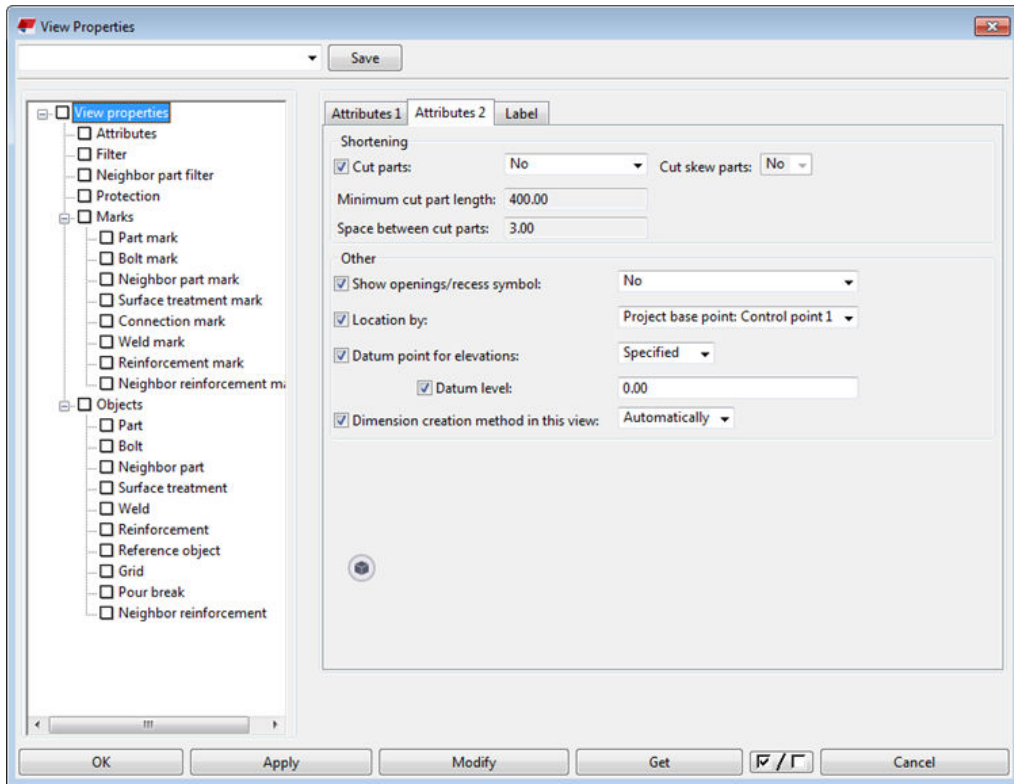 View Properties
Save
View properties
Attributes
Filter
Neighbor part filter
Protection
Marks
Part mark
Bolt mark
Neighbor part mark
Surface treatment mark
Connection mark
Weld mark
Reinforcement mark
Neighbor reinforcement ma
Objects
Part
Bolt
Neighbor part
Surface treatment
Weld
Reinforcement
Reference object
Grid
Pour break
Neighbor reinforcement
Attributes 1 Attributes 2 Label
Shortening
Cut parts: No Cut skew parts: No
Minimum cut part length: 400.00
Space between cut parts: 3.00
Other
Show openings/recess symbol: No
Location by: Project base point: Control point 1
Datum point for elevations: Specified
Datum level: 0.00
Dimension creation method in this view: Automatically
OK Apply Modify Get / Cancel